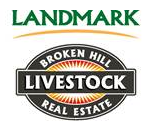 LANDMARK
BROKEN HILL
LIVESTOCK
REAL ESTATE